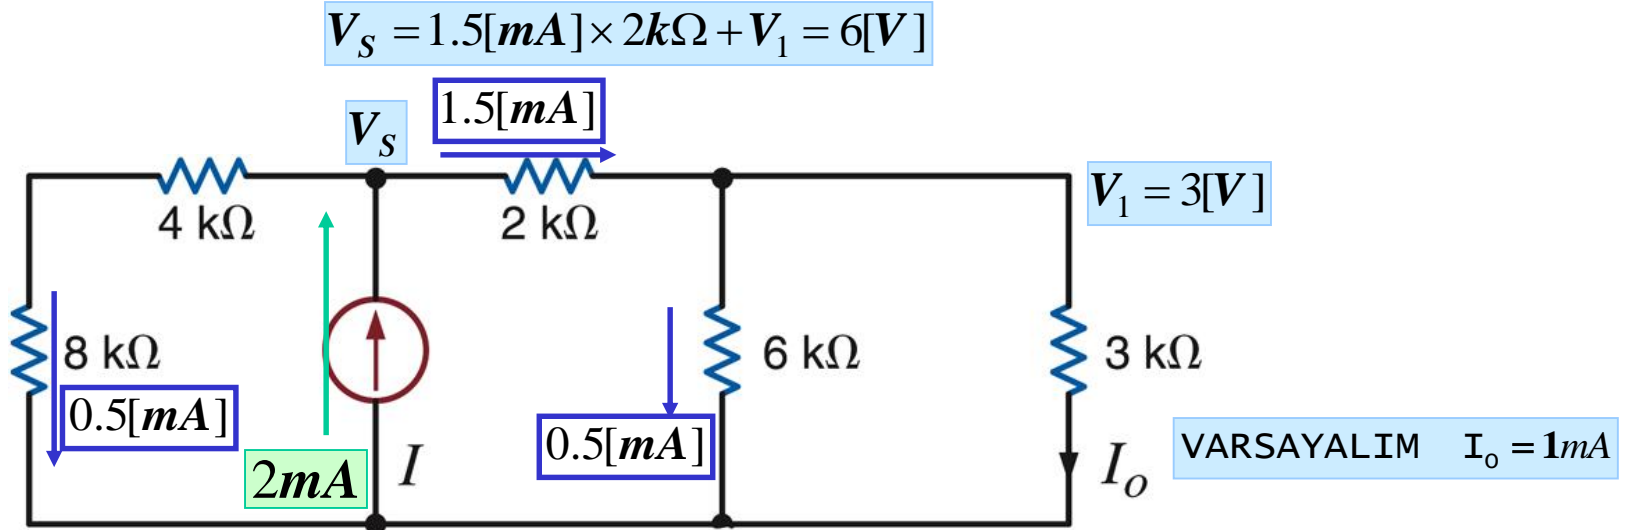 V_S = 1.5[mA] × 2kΩ + V_1 = 6[V]
1.5[mA]
V_S
V_1 = 3[V]
4 kΩ
2 kΩ
8 kΩ
6 kΩ
3 kΩ
0.5[mA]
0.5[mA]
VARSAYALIM I_o = 1mA
2mA
I
I_O